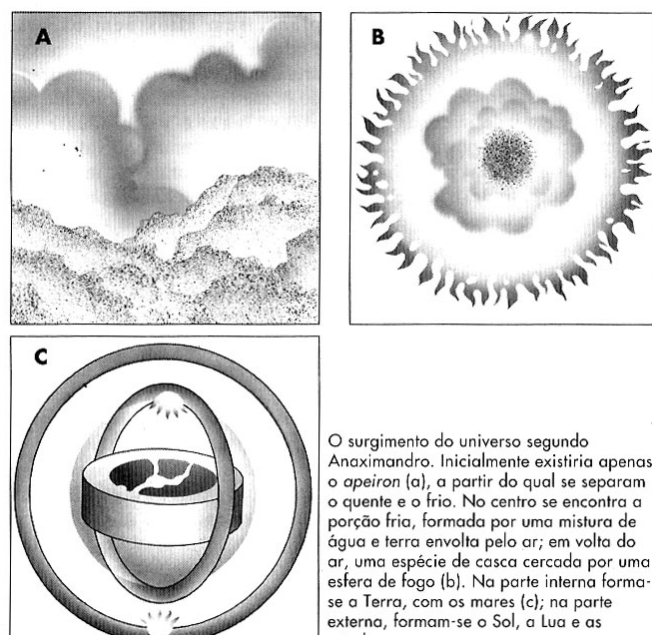 A
B
C
O surgimento do universo segundo
Anaximandro. Inicialmente existiria apenas
o apeiron (a), a partir do qual se separam
o quente e o frio. No centro se encontra a
porção fria, formada por uma mistura de
água e terra envolta pelo ar; em volta do
ar, uma espécie de casca cercada por uma
esfera de fogo (b). Na parte interna forma-
se a Terra, com os mares (c); na parte
externa, formam-se o Sol, a Lua e as